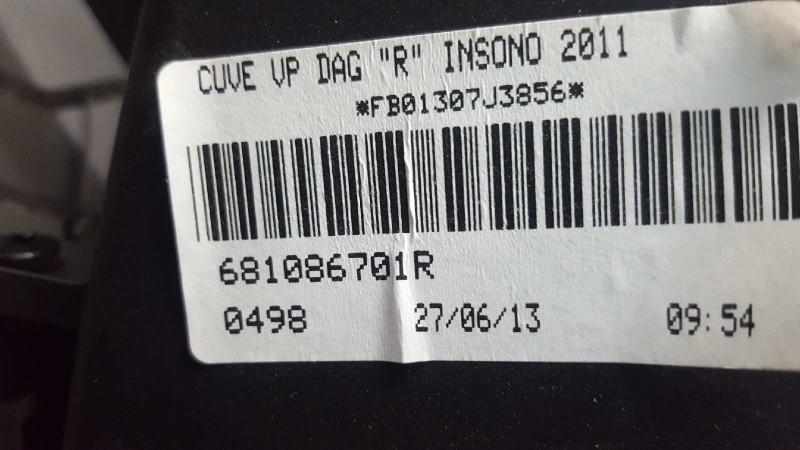 CUVE VP DAG "R" INSONO 2011
*FB01307J3856*
681086701R
0498 27/06/13 09:54